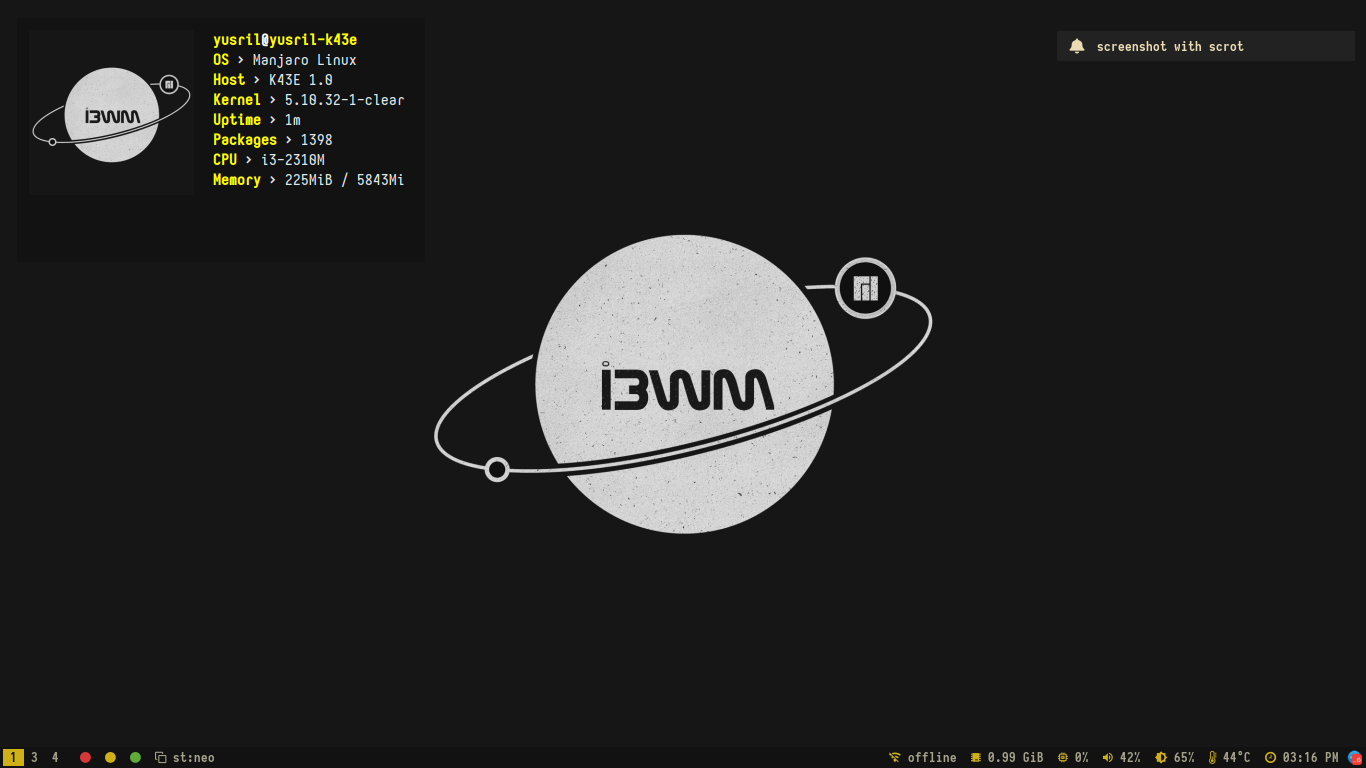 yusril@yusril-k43e
OS > Manjaro Linux
Host > K43E 1.0
Kernel > 5.10.32-1-clear
Uptime > 1m
Packages > 1398
CPU > i3-2310M
Memory > 225MiB / 5843Mi
i3WM
screenshot with scrot
i3WM
1 3 4 st:neo offline 0.99 GiB 0% 42% 65% 44°C 03:16 PM